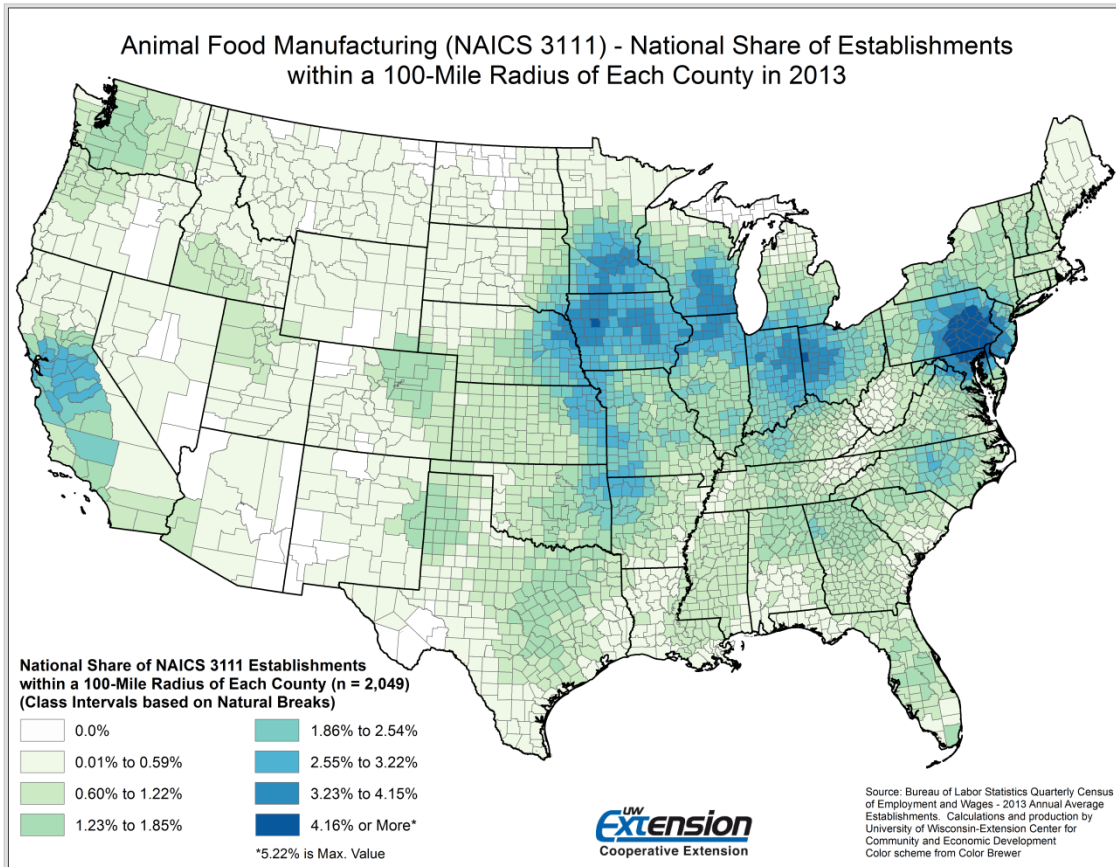 Animal Food Manufacturing (NAICS 3111) - National Share of Establishments
within a 100-Mile Radius of Each County in 2013
National Share of NAICS 3111 Establishments
within a 100-Mile Radius of Each County (n = 2,049)
(Class Intervals based on Natural Breaks)
0.0%
0.01% to 0.59%
0.60% to 1.22%
1.23% to 1.85%
1.86% to 2.54%
2.55% to 3.22%
3.23% to 4.15%
4.16% or More*
*5.22% is Max. Value
UW
Extension
Cooperative Extension
Source: Bureau of Labor Statistics Quarterly Census
of Employment and Wages - 2013 Annual Average
Establishments.  Calculations and production by
University of Wisconsin-Extension Center for
Community and Economic Development
Color scheme from Color Brewer